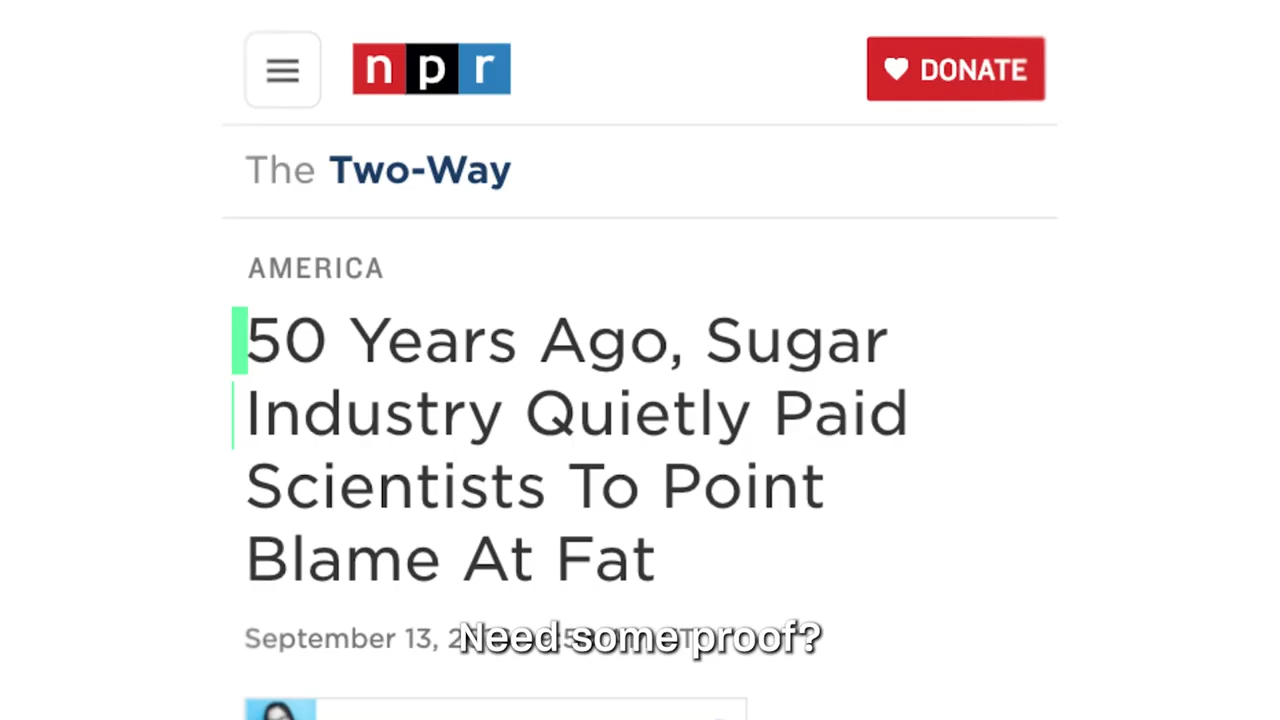 npr
DONATE
The Two-Way
AMERICA
50 Years Ago, Sugar
Industry Quietly Paid
Scientists To Point
Blame At Fat
September 13, 2
Need some proof?